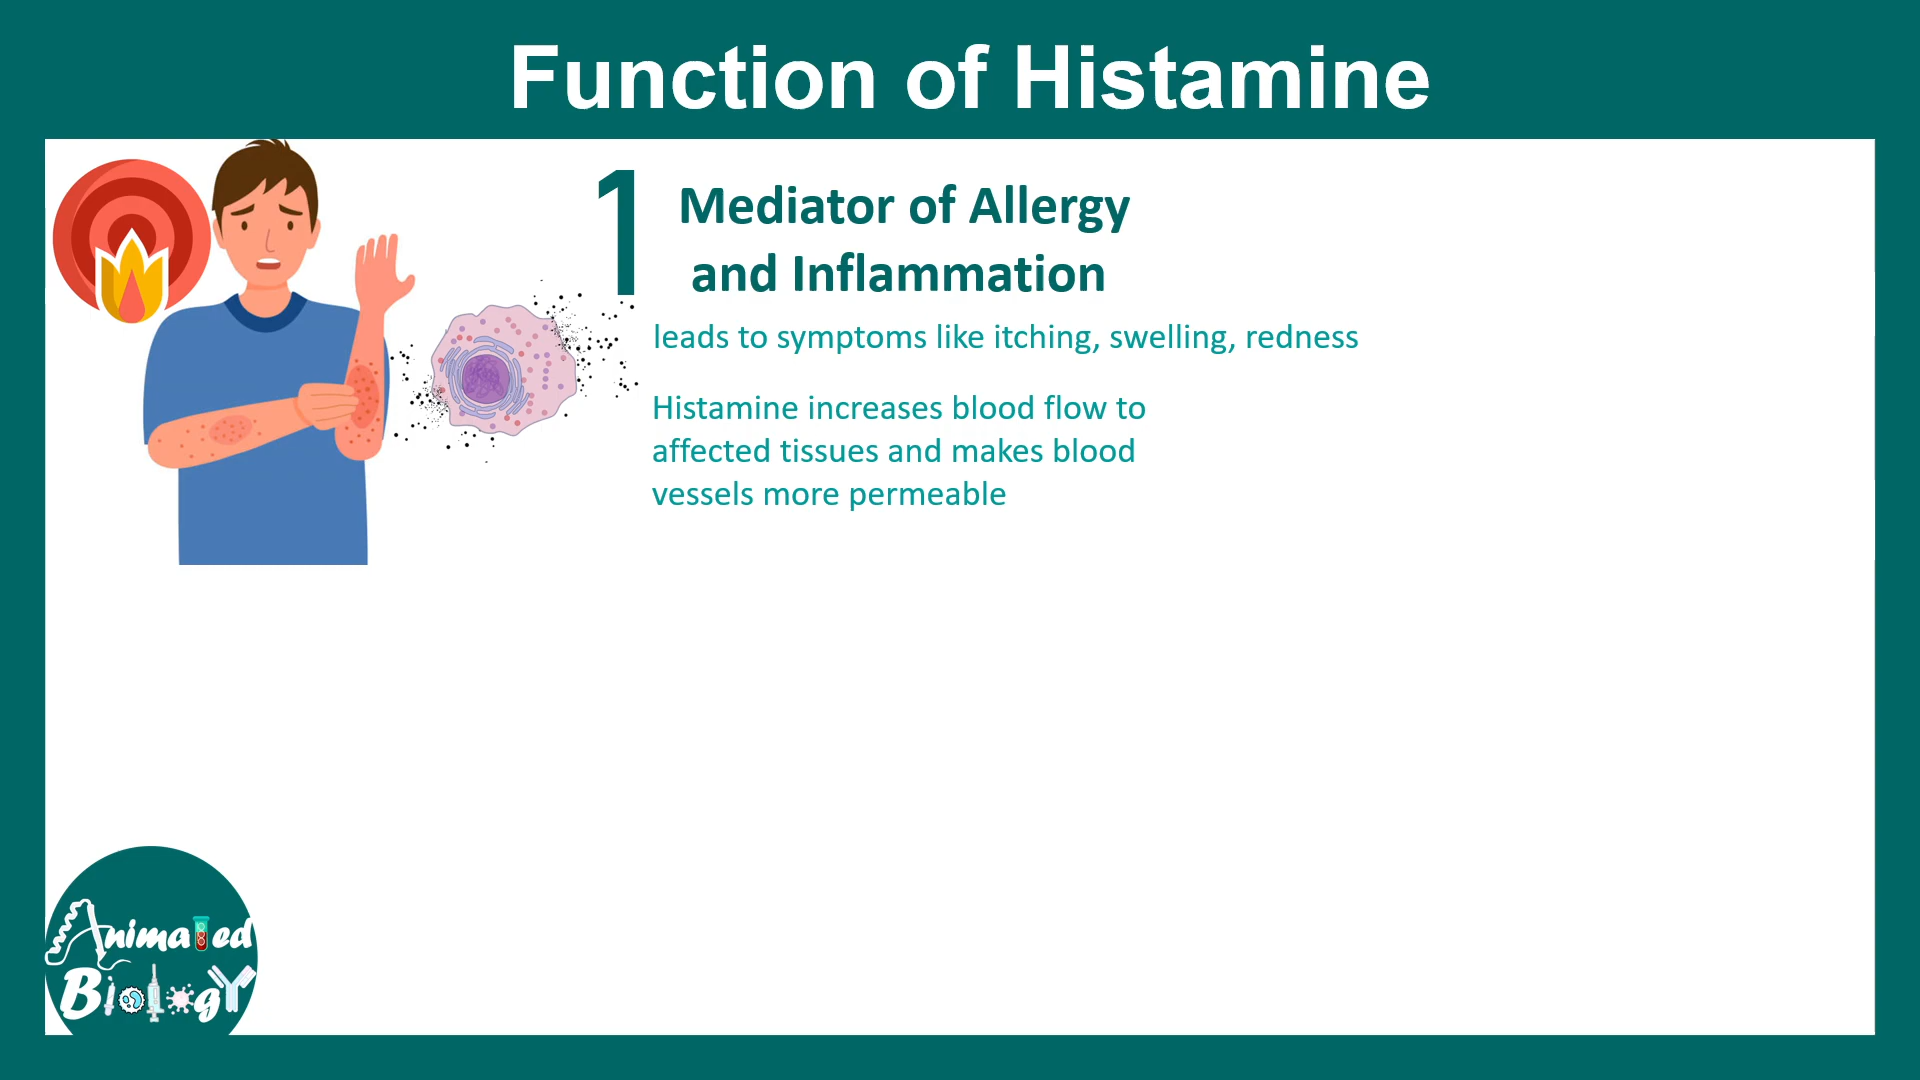 Function of Histamine
1
Mediator of Allergy
and Inflammation
leads to symptoms like itching, swelling, redness
Histamine increases blood flow to
affected tissues and makes blood
vessels more permeable
Animated
Biology